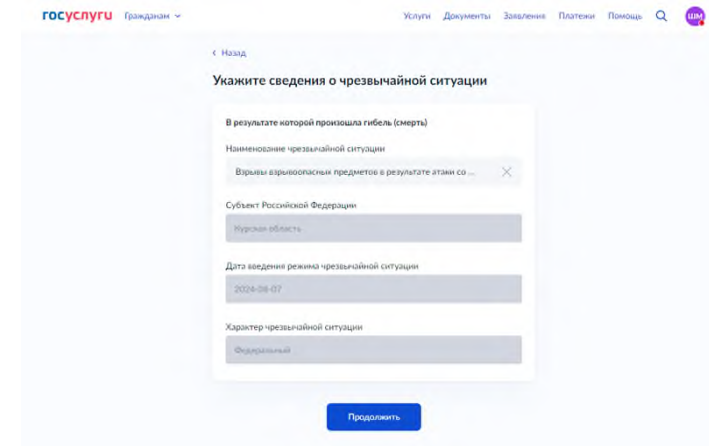 госуслуги Гражданам Услуги Документы Заявления Платежи Помощь ШМ
Назад
Укажите сведения о чрезвычайной ситуации
В результате которой произошла гибель (смерть)
Наименование чрезвычайной ситуации
Взрывы взрывоопасных предметов в результате атаки со ...
Субъект Российской Федерации
Курская область
Дата введения режима чрезвычайной ситуации
2024-08-07
Характер чрезвычайной ситуации
Федеральный
Продолжить